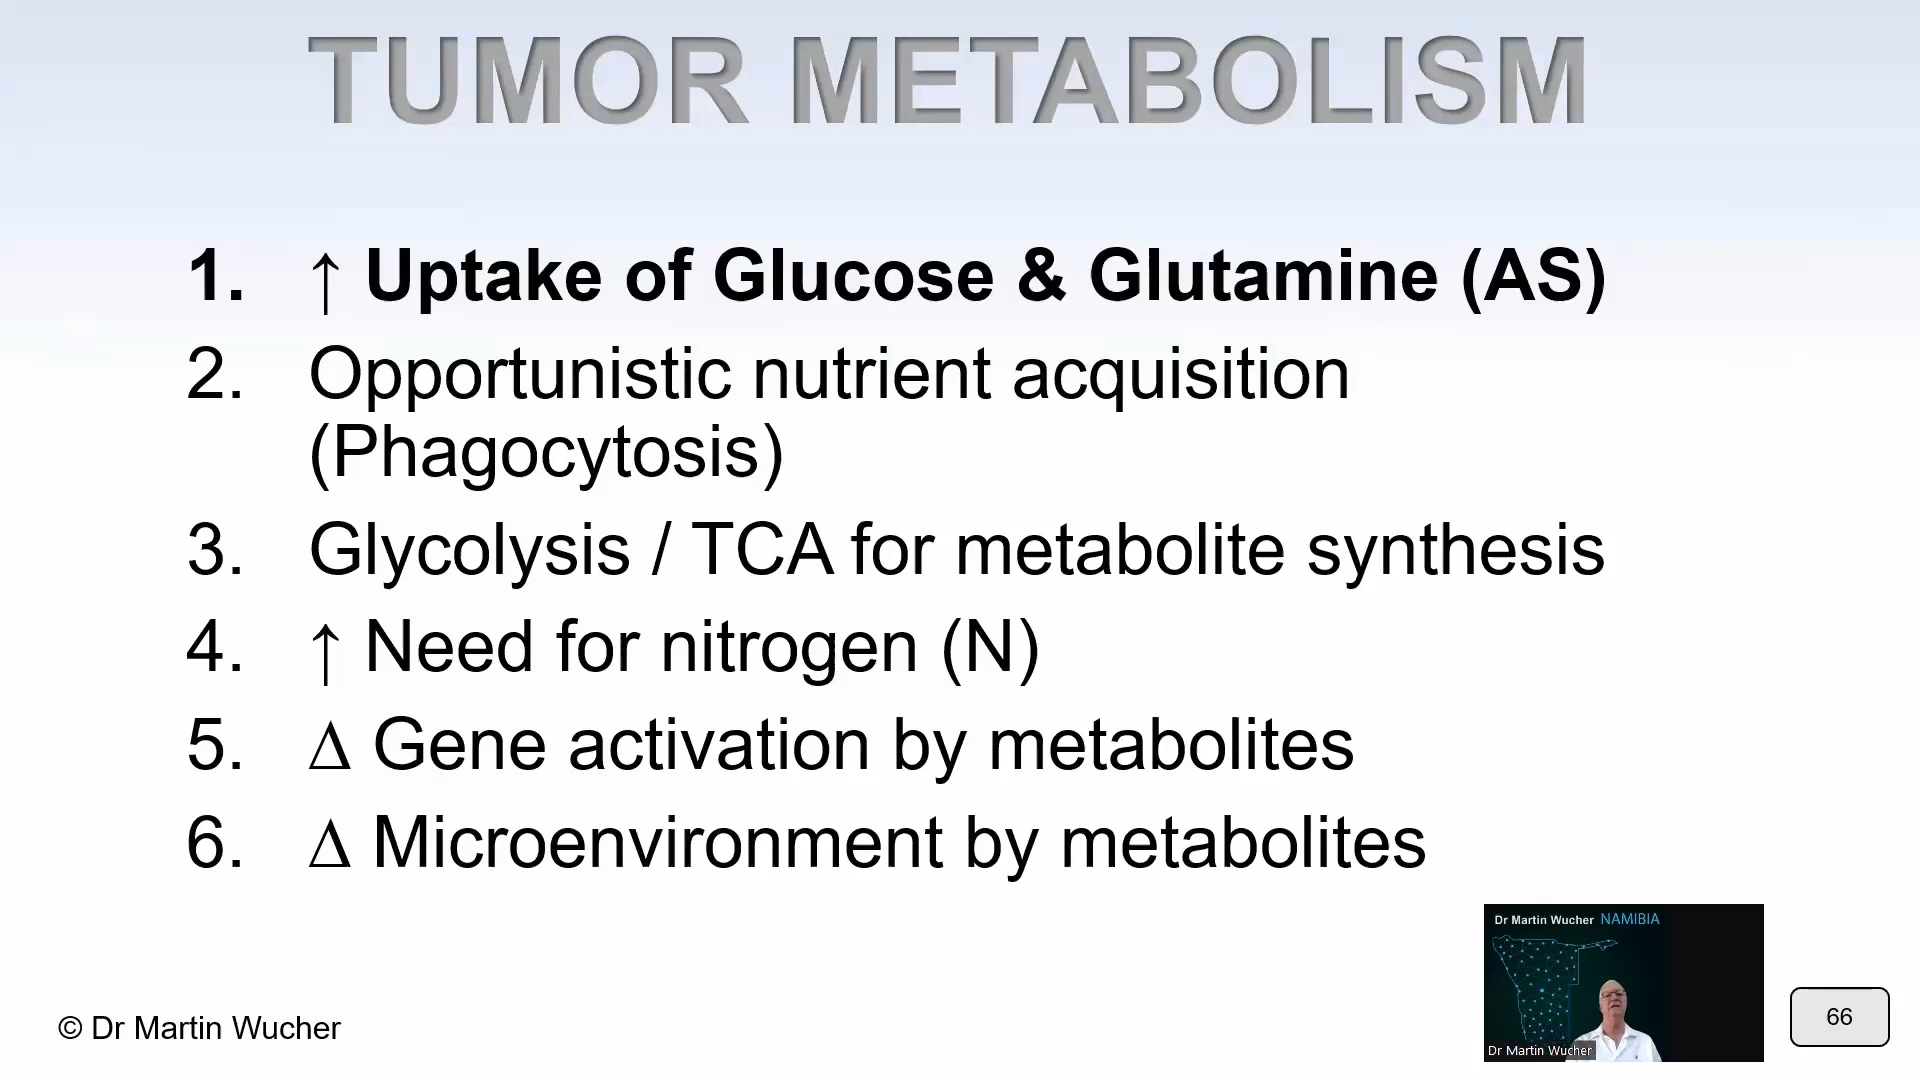 TUMOR METABOLISM
1. ↑ Uptake of Glucose & Glutamine (AS)
2. Opportunistic nutrient acquisition
(Phagocytosis)
3. Glycolysis / TCA for metabolite synthesis
4. ↑ Need for nitrogen (N)
5. Δ Gene activation by metabolites
6. Δ Microenvironment by metabolites
Dr Martin Wucher NAMIBIA
Dr Martin Wucher
© Dr Martin Wucher
66